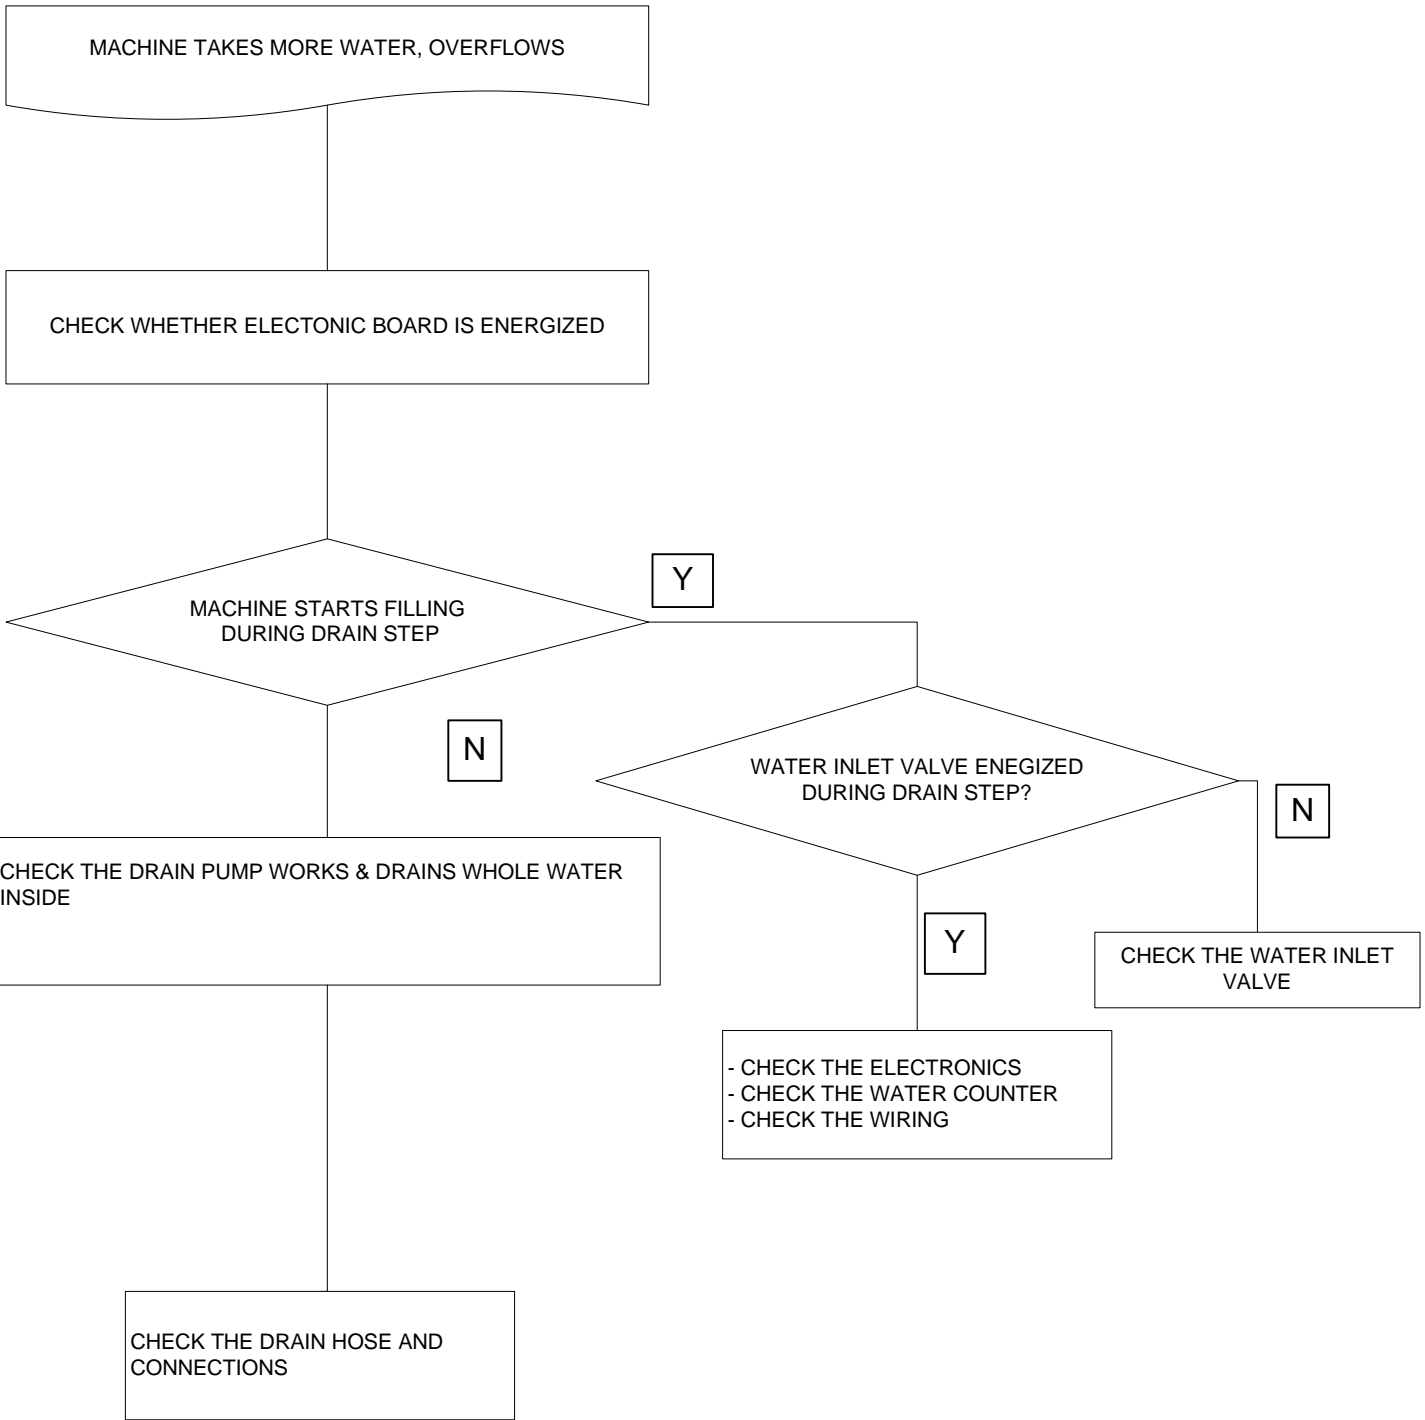 MACHINE TAKES MORE WATER, OVERFLOWS
CHECK WHETHER ELECTONIC BOARD IS ENERGIZED
MACHINE STARTS FILLING
DURING DRAIN STEP
Y
N
WATER INLET VALVE ENEGIZED
DURING DRAIN STEP?
N
CHECK THE DRAIN PUMP WORKS & DRAINS WHOLE WATER
INSIDE
Y
CHECK THE WATER INLET
VALVE
- CHECK THE ELECTRONICS
- CHECK THE WATER COUNTER
- CHECK THE WIRING
CHECK THE DRAIN HOSE AND
CONNECTIONS